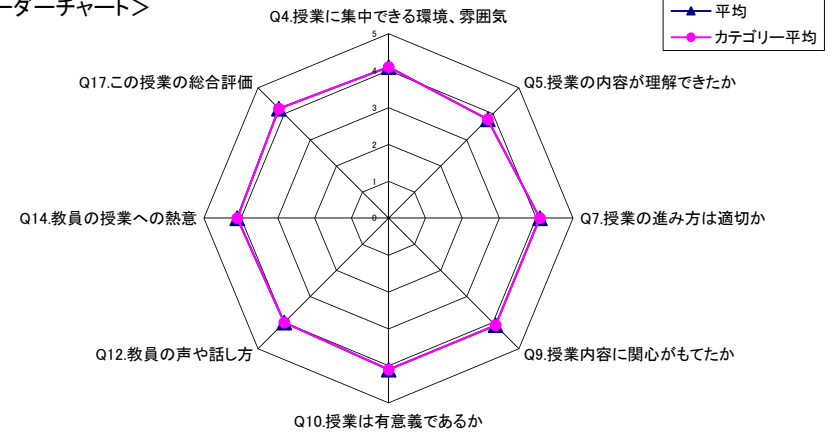 ーダーチャート＞
平均
カテゴリー平均
Q4.授業に集中できる環境、雰囲気
Q17.この授業の総合評価
Q5.授業の内容が理解できたか
Q14.教員の授業への熱意
Q7.授業の進み方は適切か
Q12.教員の声や話し方
Q9.授業内容に関心がもてたか
Q10.授業は有意義であるか
5
4
3
2
1
0